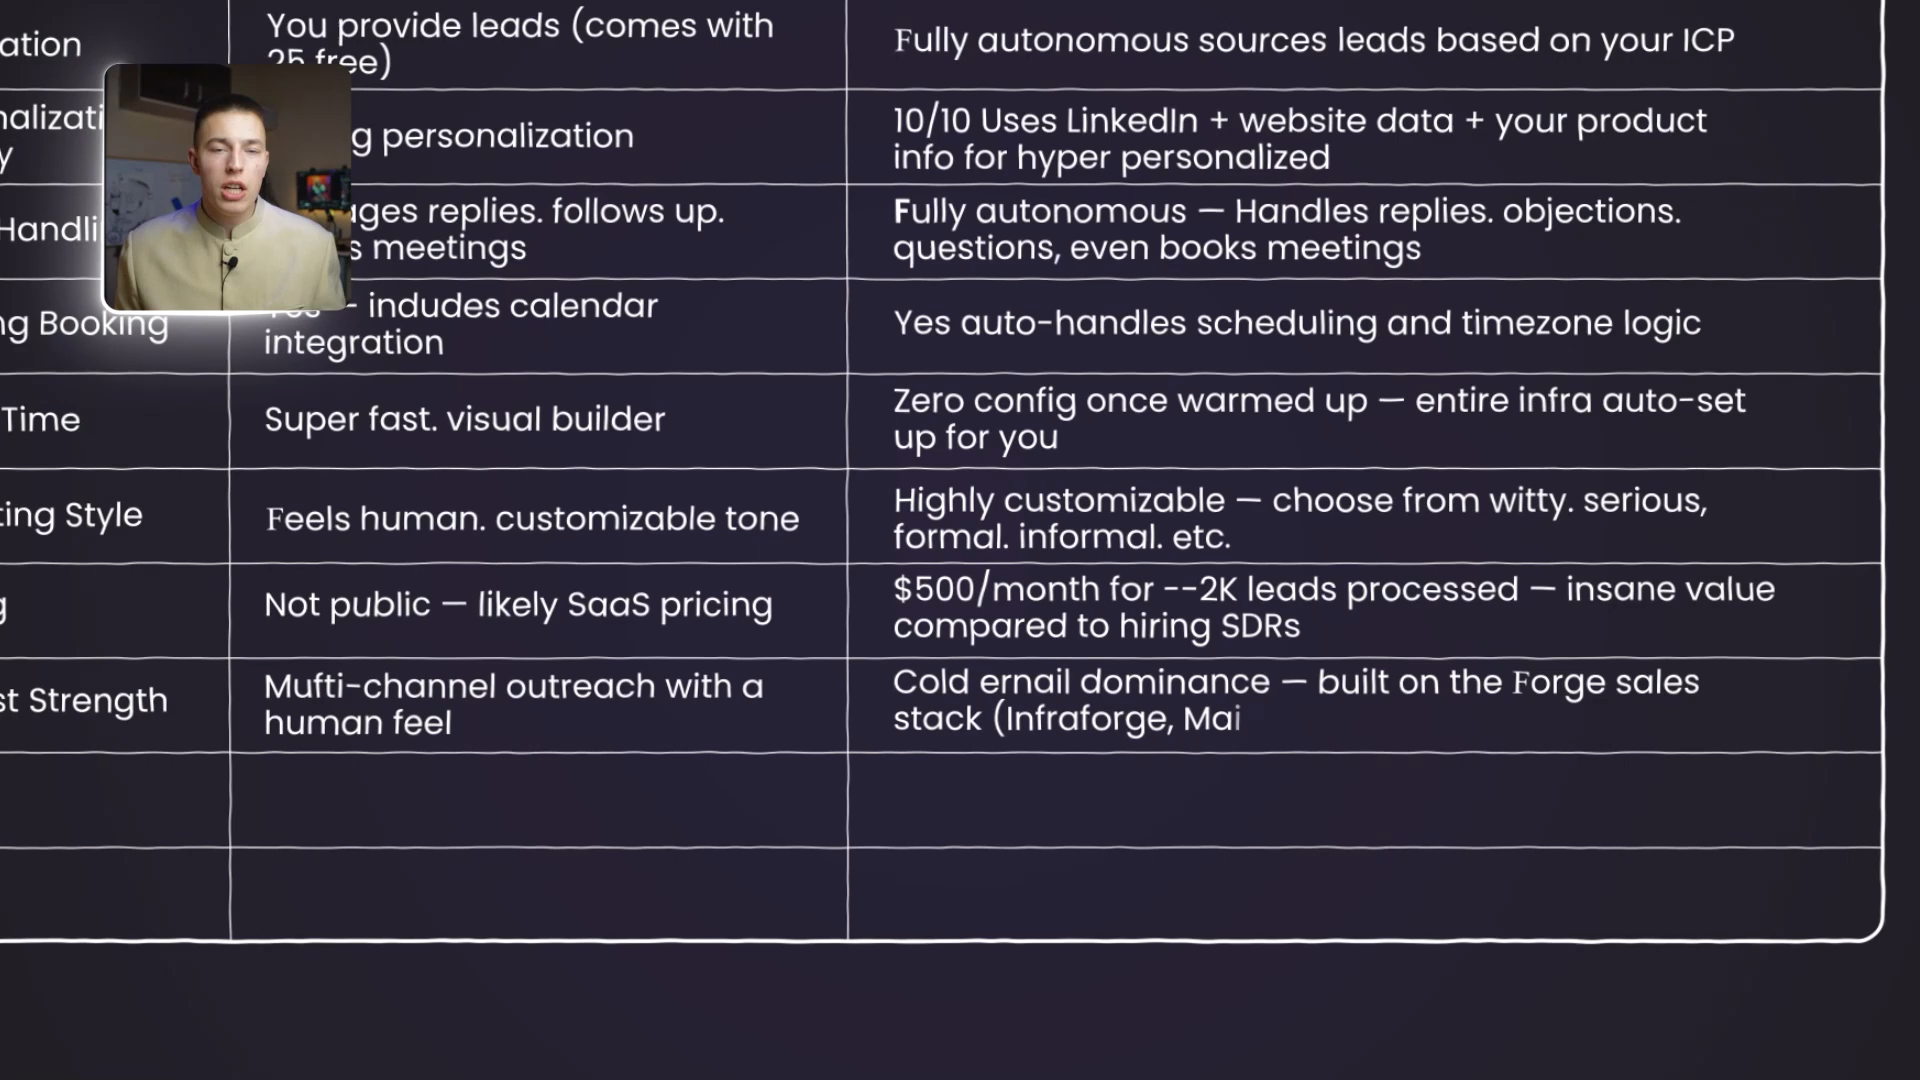 You provide leads (comes with
25 free)
Fully autonomous sources leads based on your ICP
personalization
10/10 Uses LinkedIn + website data + your product
info for hyper personalized
replies. follows up.
meetings
Fully autonomous — Handles replies. objections.
questions, even books meetings
Booking
- indudes calendar
integration
Yes auto-handles scheduling and timezone logic
Time
Super fast. visual builder
Zero config once warmed up — entire infra auto-set
up for you
Style
Feels human. customizable tone
Highly customizable — choose from witty. serious,
formal. informal. etc.
Not public — likely SaaS pricing
$500/month for --2K leads processed — insane value
compared to hiring SDRs
Strength
Mufti-channel outreach with a
human feel
Cold ernail dominance — built on the Forge sales
stack (Infraforge, Mai